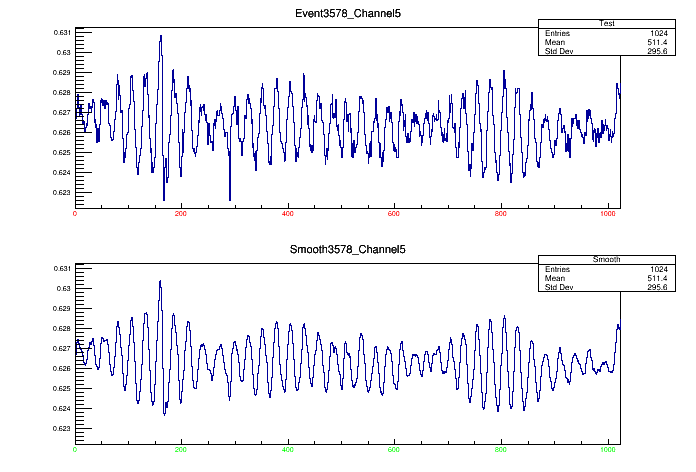 Event3578_Channel5
Test
Entries 1024
Mean 511.4
Std Dev 295.6
0.631
0.63
0.629
0.628
0.627
0.626
0.625
0.624
0.623
0 200 400 600 800 1000
Smooth3578_Channel5
Smooth
Entries 1024
Mean 511.4
Std Dev 295.6
0.631
0.63
0.629
0.628
0.627
0.626
0.625
0.624
0.623
0 200 400 600 800 1000